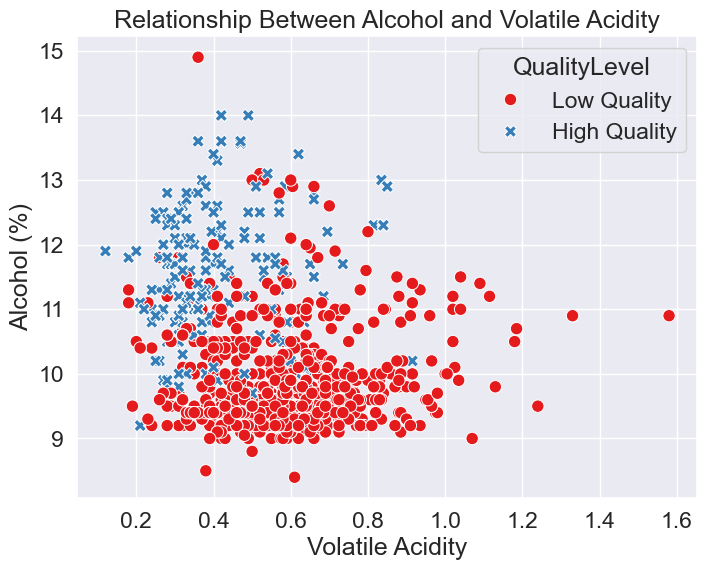 Relationship Between Alcohol and Volatile Acidity
QualityLevel
Low Quality
High Quality
Alcohol (%)
15
14
13
12
11
10
9
0.2 0.4 0.6 0.8 1.0 1.2 1.4 1.6
Volatile Acidity